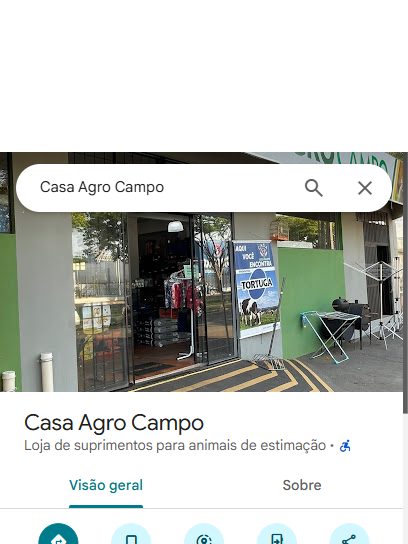 Casa Agro Campo
CAMPO
AQUI
VOCÊ
ENCONTRA
TORTUGA
Casa Agro Campo
Loja de suprimentos para animais de estimação •
Visão geral
Sobre